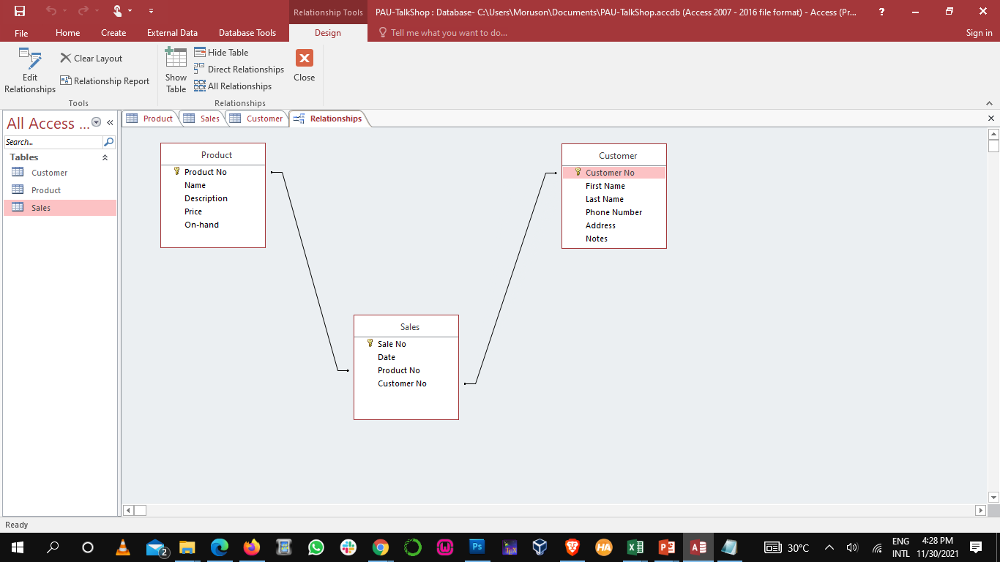 Relationship Tools
PAU-TalkShop : Database- C:\Users\Moruson\Documents\PAU-TalkShop.accdb (Access 2007 - 2016 file format) - Access (Pr...
?
File
Home
Create
External Data
Database Tools
Design
Tell me what you want to do...
Sign in
Edit
Relationships
Clear Layout
Relationship Report
Tools
Show
Table
Hide Table
Direct Relationships
All Relationships
Relationships
Close
All Access ...
«
Search...
Tables
Customer
Product
Sales
Product
Sales
Customer
Relationships
Product
Product No
Name
Description
Price
On-hand
Customer
Customer No
First Name
Last Name
Phone Number
Address
Notes
Sales
Sale No
Date
Product No
Customer No
Ready
2
Ps
HA
30°C
ENG
INTL
4:28 PM
11/30/2021